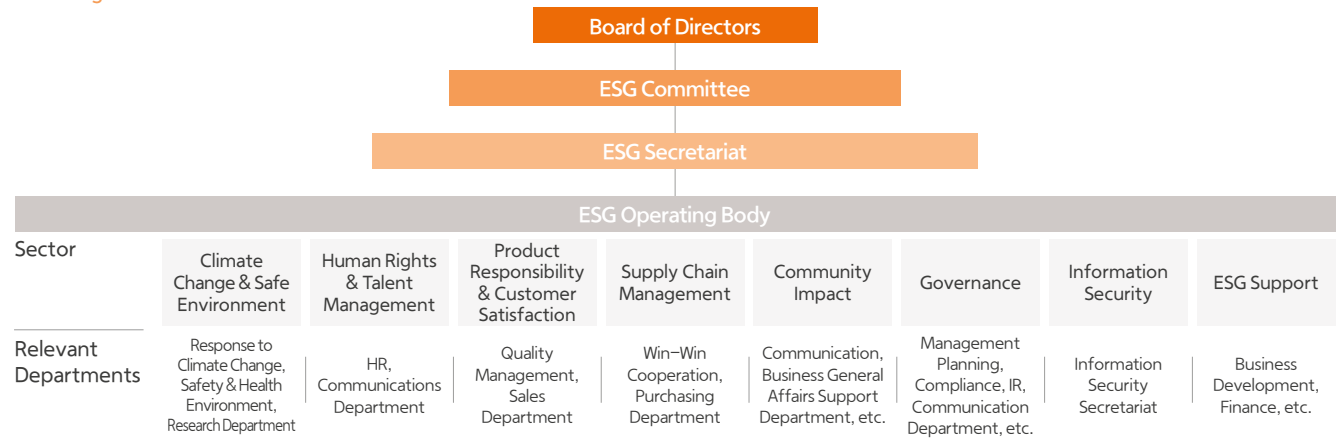 Board of Directors
ESG Committee
ESG Secretariat
ESG Operating Body
Sector
Climate
Change & Safe
Environment
Human Rights
& Talent
Management
Product
Responsibility
& Customer
Satisfaction
Supply Chain
Management
Community
Impact
Governance
Information
Security
ESG Support
Relevant
Departments
Response to
Climate Change,
Safety & Health
Environment,
Research Department
HR,
Communications
Department
Quality
Management,
Sales
Department
Win–Win
Cooperation,
Purchasing
Department
Communication,
Business General
Affairs Support
Department, etc.
Management
Planning,
Compliance, IR,
Communication
Department, etc.
Information
Security
Secretariat
Business
Development,
Finance, etc.